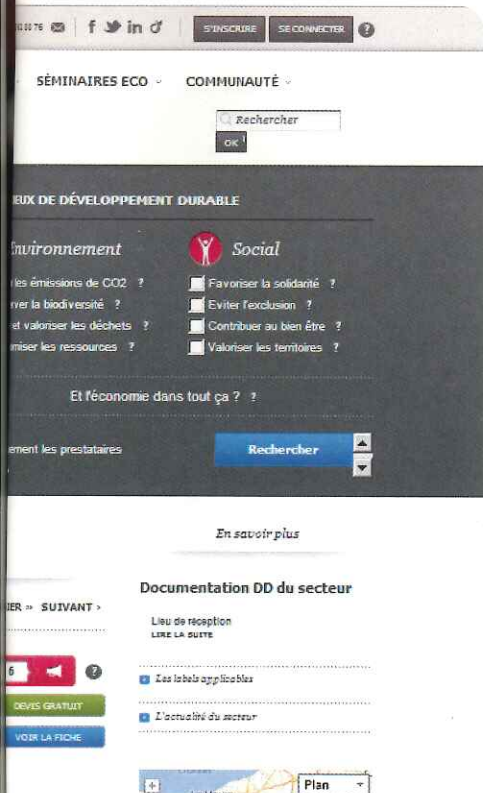 S'INSCRIRE SE CONNECTER ?
SÉMINAIRES ECO COMMUNAUTÉ
Rechercher
OK
DE DÉVELOPPEMENT DURABLE
Environnement Social
les émissions de CO2 ? Favoriser la solidarité ?
la biodiversité ? Eviter l'exclusion ?
et valoriser les déchets ? Contribuer au bien être ?
les ressources ? Valoriser les territoires ?
Et l'économie dans tout ça ? ?
les prestataires Rechercher
En savoir plus
Documentation DD du secteur
SUIVANT ›
Lieu de réception
LIRE LA SUITE
6 ?
Les labels applicables
DEVIS GRATUIT
L'actualité du secteur
VOIR LA FICHE
Plan